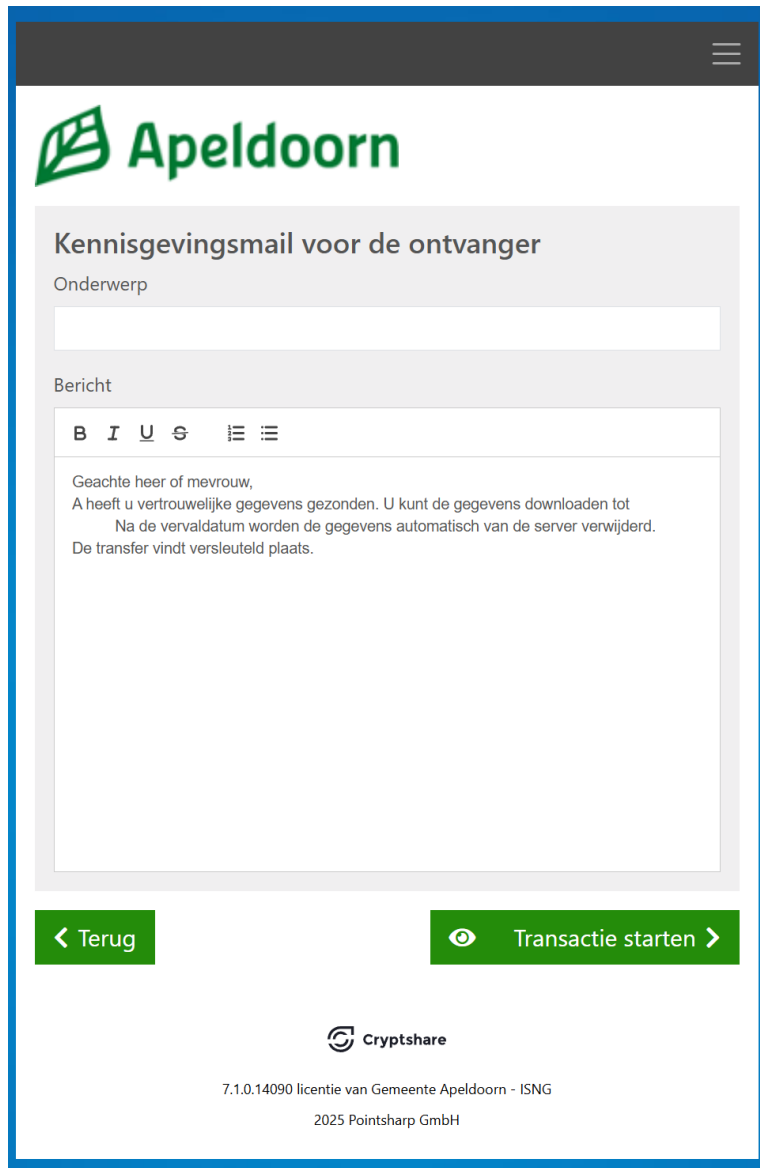 Apeldoorn
Kennisgevingsmail voor de ontvanger
Onderwerp
Bericht
B I U S
Geachte heer of mevrouw,
A heeft u vertrouwelijke gegevens gezonden. U kunt de gegevens downloaden tot
Na de vervaldatum worden de gegevens automatisch van de server verwijderd.
De transfer vindt versleuteld plaats.
Terug
Transactie starten
Cryptshare
7.1.0.14090 licentie van Gemeente Apeldoorn - ISNG
2025 Pointsharp GmbH